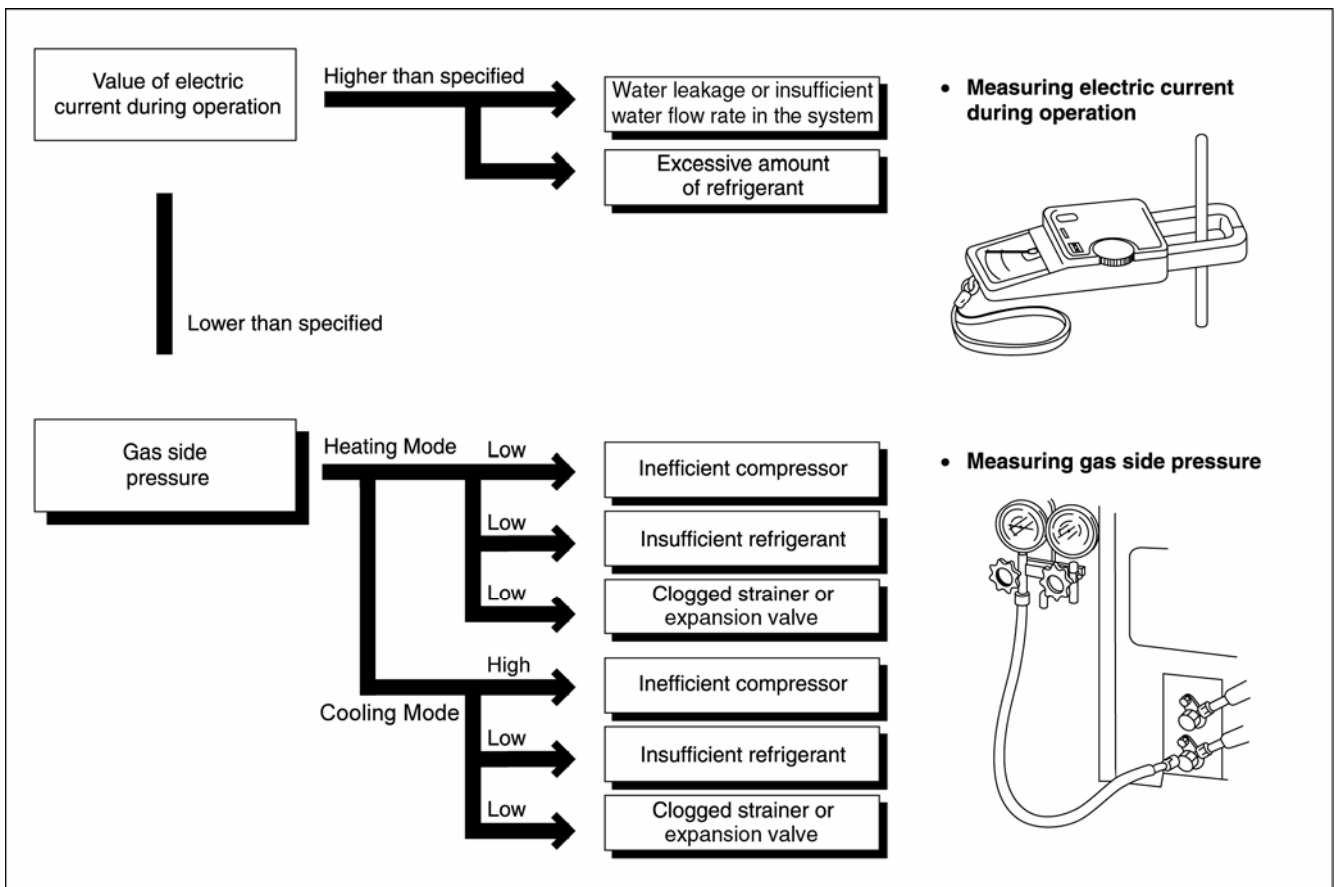 Value of electric
current during operation
Higher than specified
Water leakage or insufficient
water flow rate in the system
Excessive amount
of refrigerant
• Measuring electric current
during operation
Lower than specified
Gas side
pressure
Heating Mode
Low
Inefficient compressor
Low
Insufficient refrigerant
Low
Clogged strainer or
expansion valve
Cooling Mode
High
Inefficient compressor
Low
Insufficient refrigerant
Low
Clogged strainer or
expansion valve
• Measuring gas side pressure